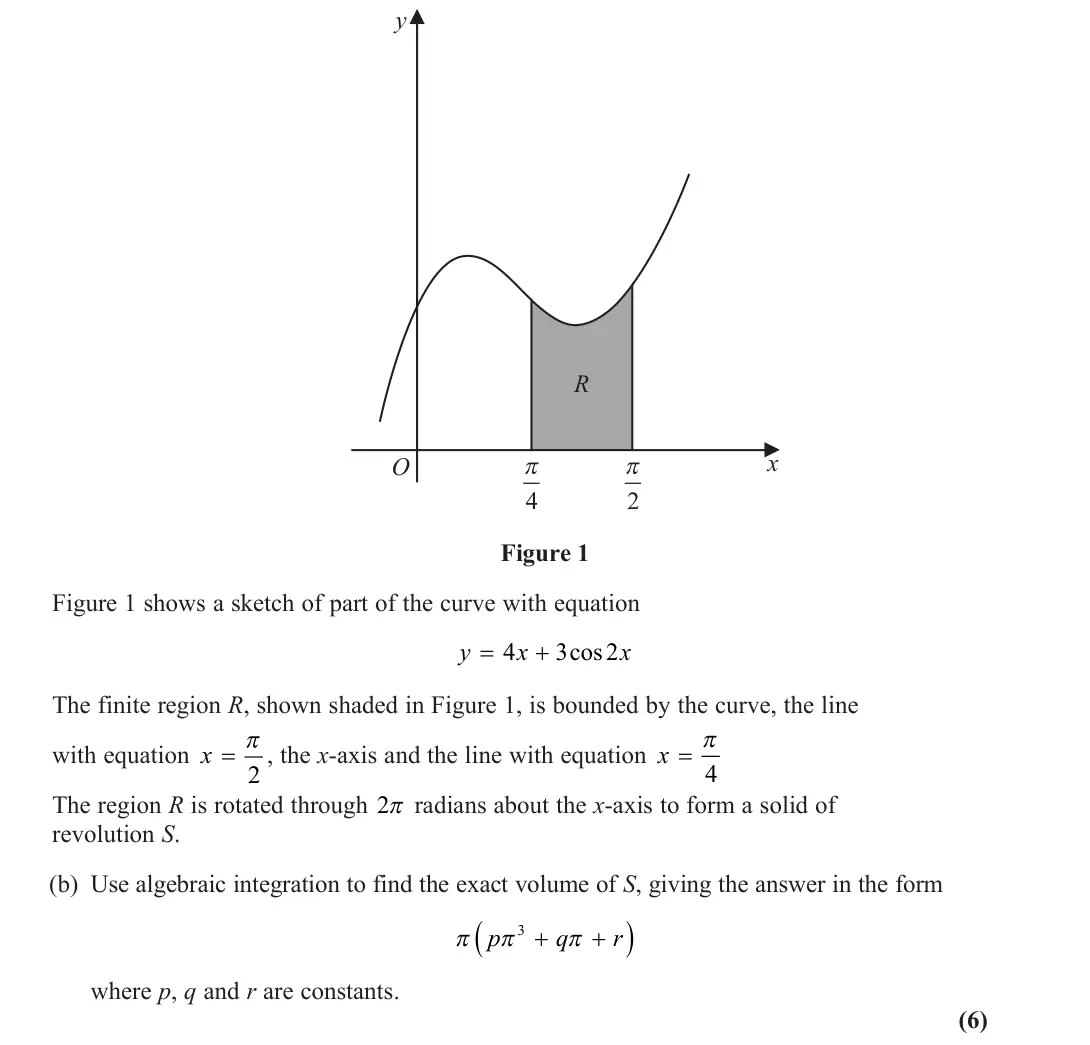 y
R
O
π/4
π/2
x
Figure 1
Figure 1 shows a sketch of part of the curve with equation
y = 4x + 3cos2x
The finite region R, shown shaded in Figure 1, is bounded by the curve, the line
with equation x = π/2, the x-axis and the line with equation x = π/4
The region R is rotated through 2π radians about the x-axis to form a solid of
revolution S.
(b) Use algebraic integration to find the exact volume of S, giving the answer in the form
π(pπ³ + qπ + r)
where p, q and r are constants.
(6)